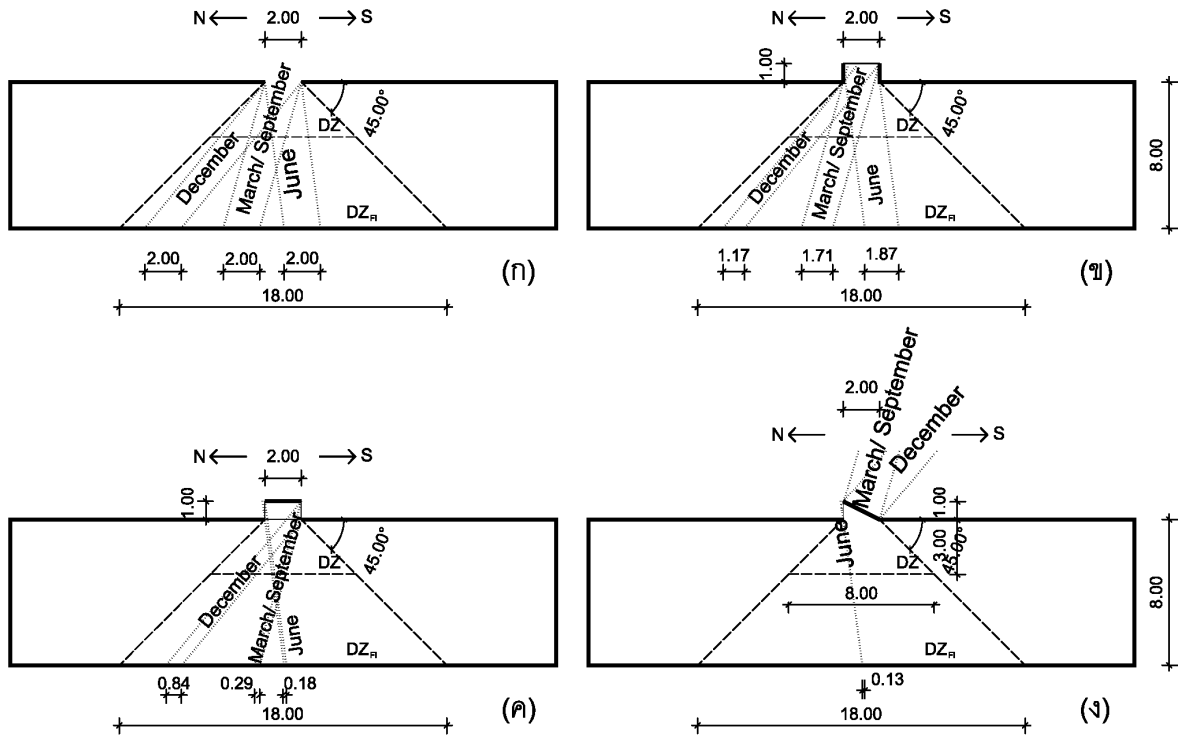 N 2.00 S
45.00°
DZ
December
March/ September
June
DZFI
2.00 2.00 2.00
18.00
(ก)
N 2.00 S
1.00
45.00°
DZ
December
March/ September
June
DZFI
8.00
1.17 1.71 1.87
18.00
(ข)
N 2.00 S
1.00
45.00°
DZ
December
March/ September
June
DZFI
0.84 0.29 0.18
18.00
(ค)
2.00
March/ September
December
N S
1.00
June
DZ
3.00
45.00°
8.00
DZFI
8.00
0.13
18.00
(ง)